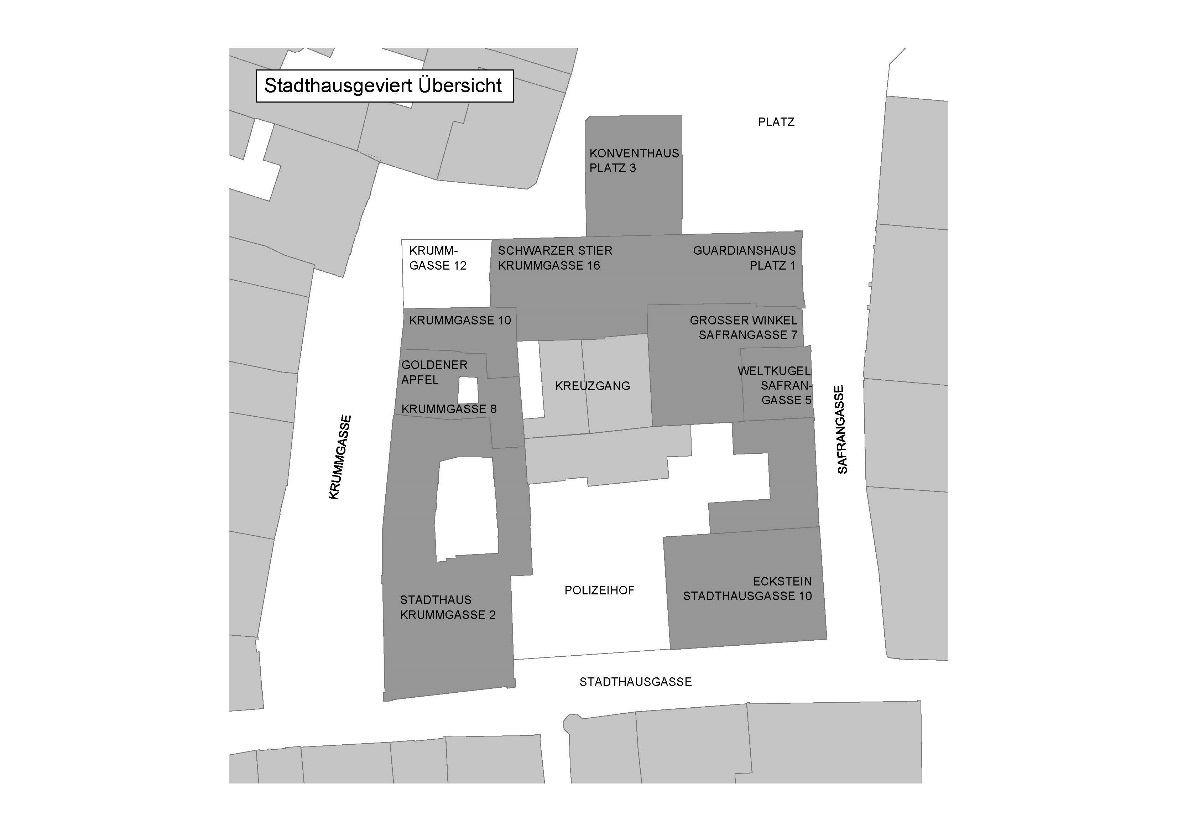 Stadthausgeviert Übersicht
PLATZ
KONVENTHAUS
PLATZ 3
KRUMM-
GASSE 12
SCHWARZER STIER
KRUMMGASSE 16
GUARDIANSHAUS
PLATZ 1
KRUMMGASSE 10
GROSSER WINKEL
SAFRANGASSE 7
GOLDENER
APFEL
KRUMMGASSE 8
KREUZGANG
WELTKUGEL
SAFRAN-
GASSE 5
KRUMMGASSE
SAFRANGASSE
STADTHAUS
KRUMMGASSE 2
POLIZEIHOF
ECKSTEIN
STADTHAUSGASSE 10
STADTHAUSGASSE